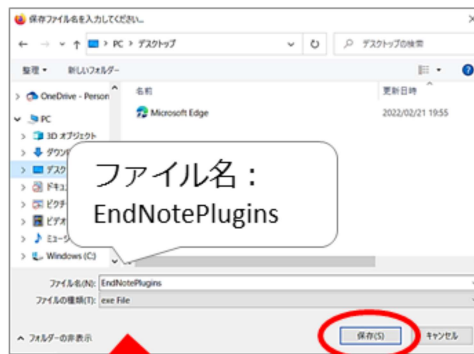 保存ファイル名を入力してください...
PC > デスクトップ
デスクトップの検索
整理 新しいフォルダー
名前 更新日時
OneDrive - Person
Microsoft Edge 2022/02/21 19:55
PC
3D オブジェクト
ファイル名：
EndNotePlugins
Windows (C:)
ファイル名(N): EndNotePlugins
ファイルの種類(T): exe File
フォルダーの非表示 保存(S) キャンセル